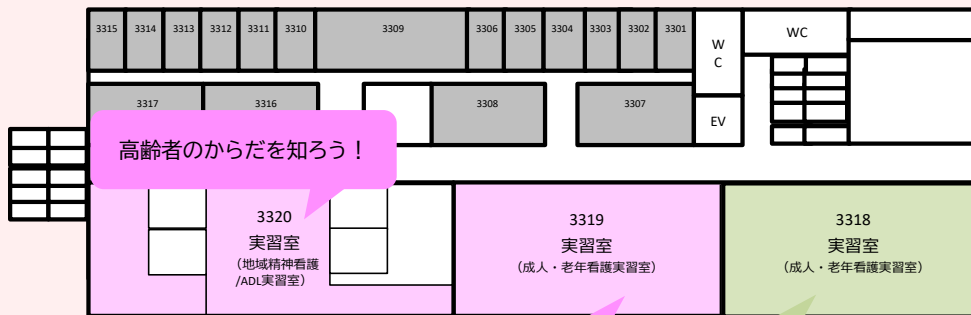 3315
3314
3313
3312
3311
3310
3309
3306
3305
3304
3303
3302
3301
W
C
WC
3317
3316
3308
3307
EV
高齢者のからだを知ろう！
3320
実習室
（地域精神看護
/ADL実習室）
3319
実習室
（成人・老年看護実習室）
3318
実習室
（成人・老年看護実習室）